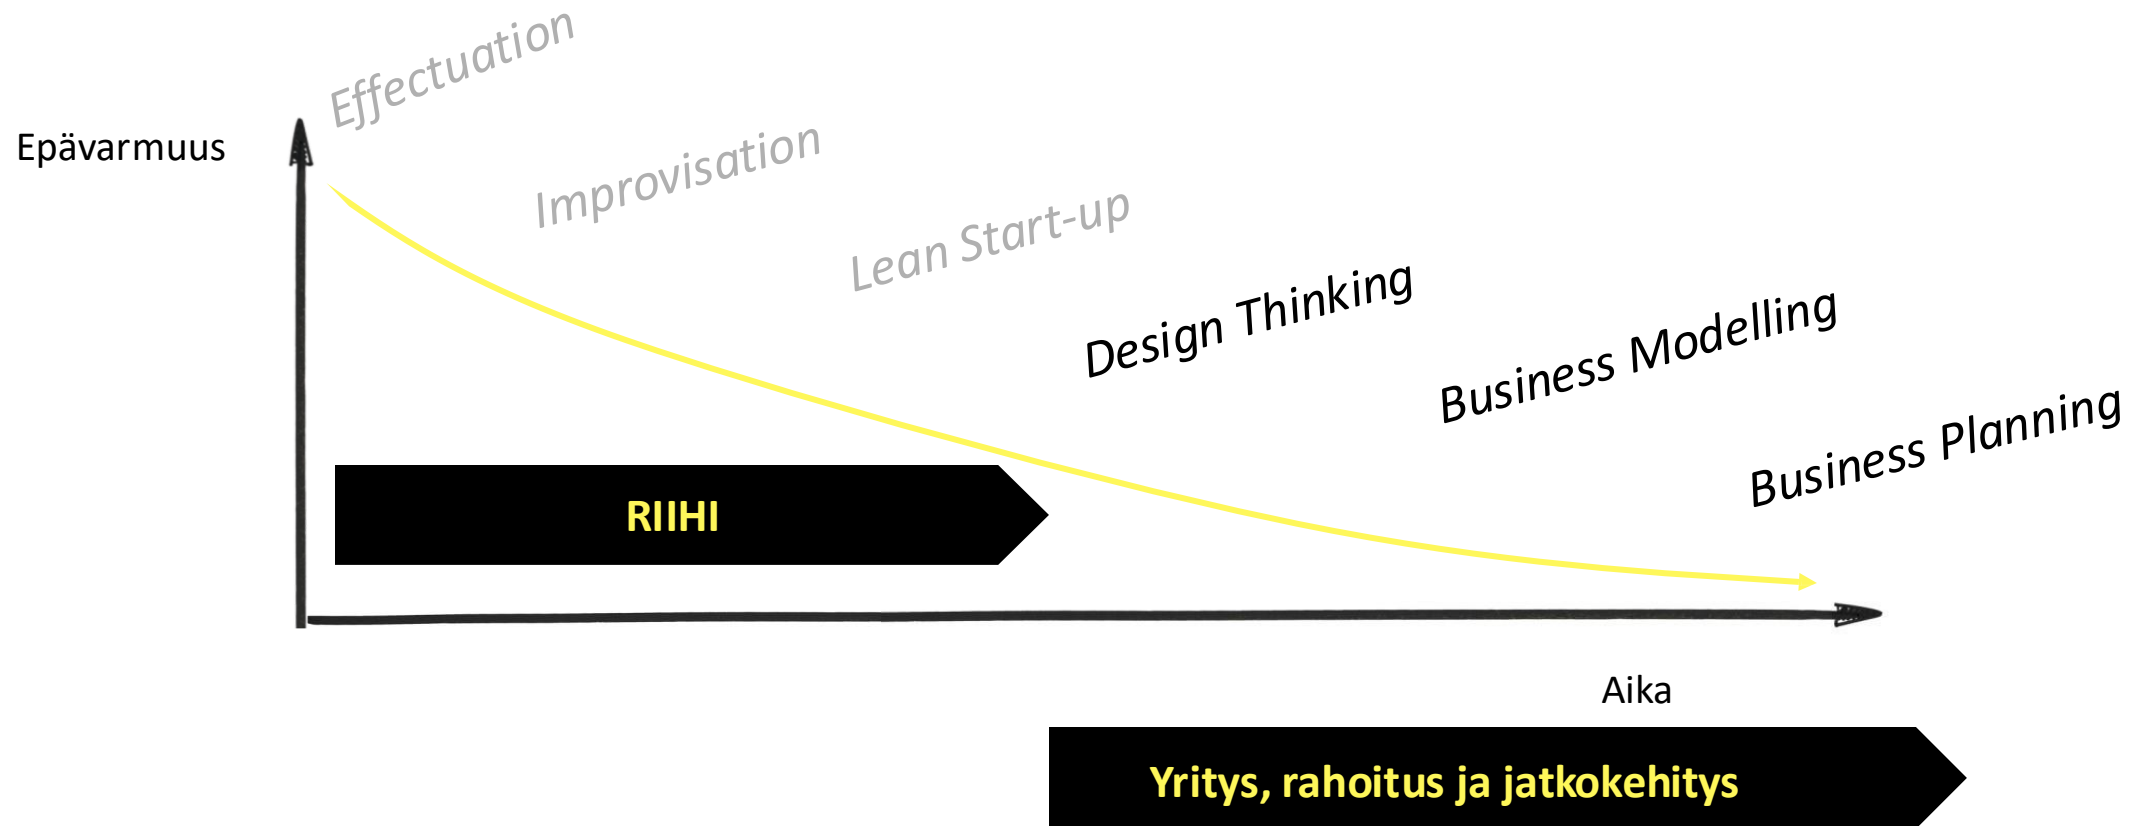 Effectuation
Epävarmuus
Improvisation
Lean Start-up
Design Thinking
Business Modelling
Business Planning
RIIHI
Aika
Yritys, rahoitus ja jatkokehitys